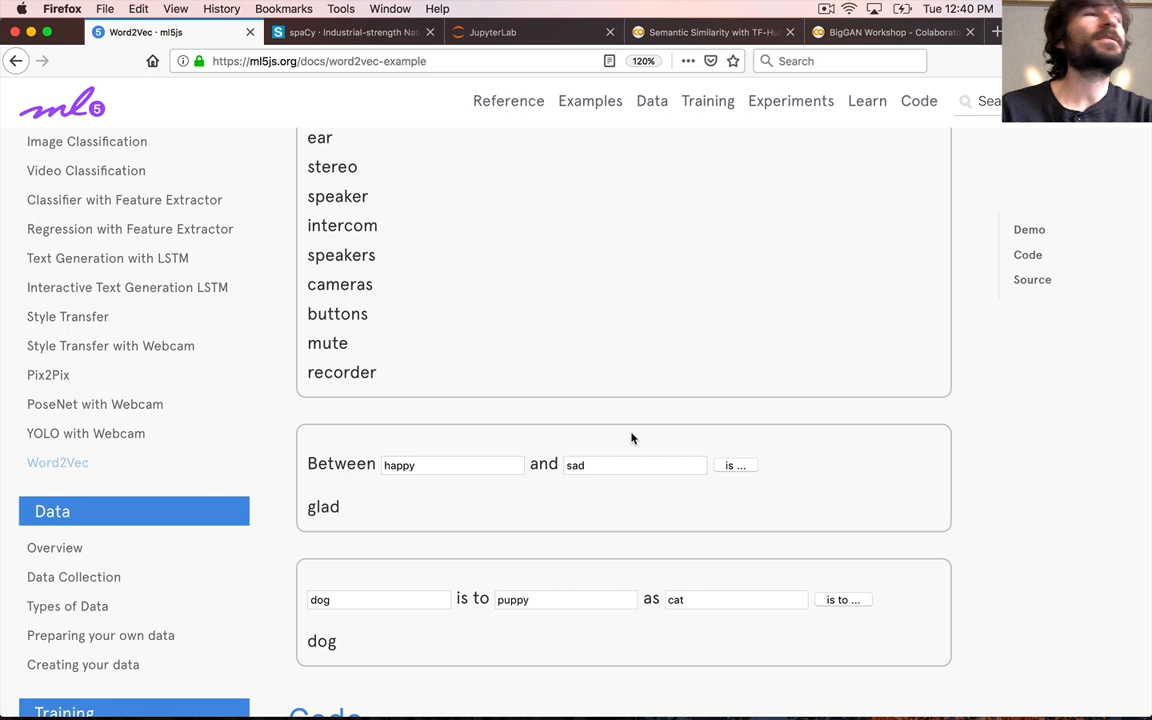 Firefox File Edit View History Bookmarks Tools Window Help Tue 12:40 PM
5 Word2Vec · ml5js
spaCy · Industrial-strength Nat
JupyterLab
Semantic Similarity with TF-Hu
BigGAN Workshop - Colaborato
https://ml5js.org/docs/word2vec-example
120%
Search
ml5
Reference Examples Data Training Experiments Learn Code Sea
Image Classification
Video Classification
Classifier with Feature Extractor
Regression with Feature Extractor
Text Generation with LSTM
Interactive Text Generation LSTM
Style Transfer
Style Transfer with Webcam
Pix2Pix
PoseNet with Webcam
YOLO with Webcam
Word2Vec
Data
Overview
Data Collection
Types of Data
Preparing your own data
Creating your data
Training
ear
stereo
speaker
intercom
speakers
cameras
buttons
mute
recorder
Between happy and sad is ...
glad
dog is to puppy as cat is to ...
dog
Code
Demo
Code
Source